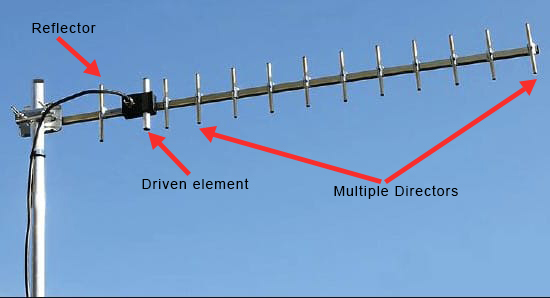 Reflector
Driven element
Multiple Directors